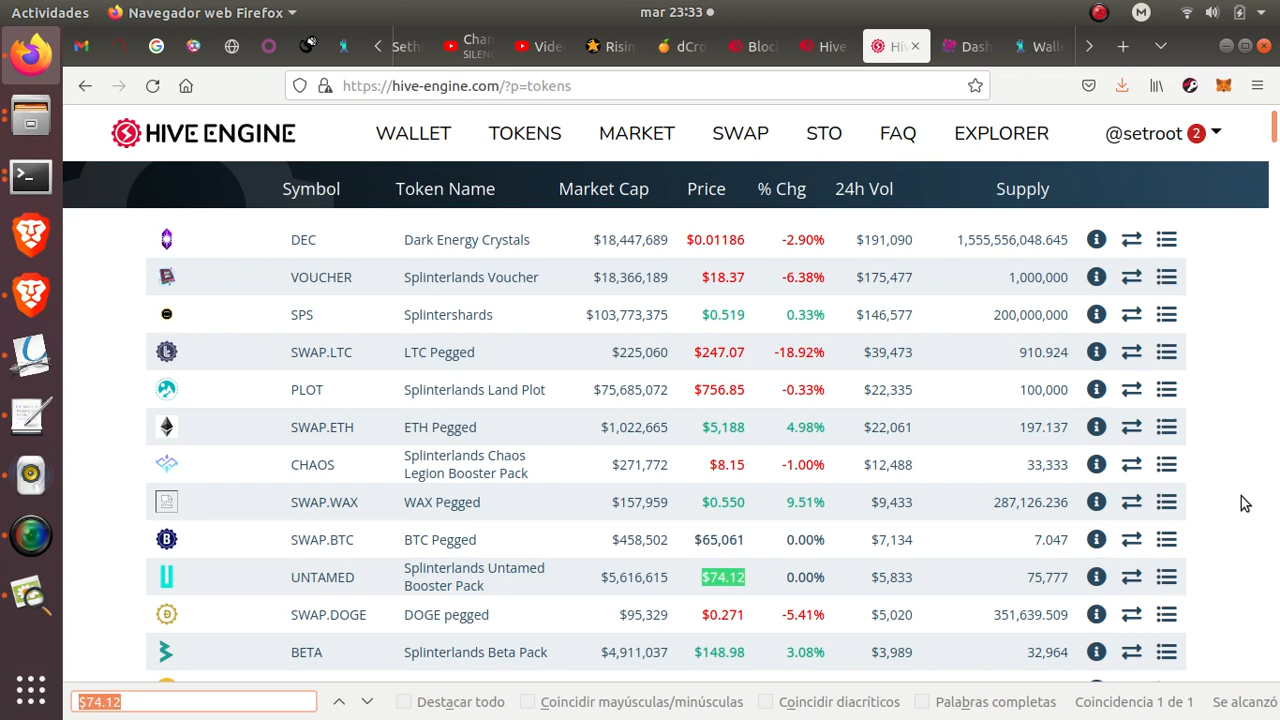 Actividades Navegador web Firefox mar 23:33
M
Seth Chan SILEN Vide Risin dCro Bloc Hive Hiv Dash Walle
https://hive-engine.com/?p=tokens
HIVE ENGINE WALLET TOKENS MARKET SWAP STO FAQ EXPLORER @setroot 2
Symbol Token Name Market Cap Price % Chg 24h Vol Supply
DEC Dark Energy Crystals $18,447,689 $0.01186 -2.90% $191,090 1,555,556,048.645
VOUCHER Splinterlands Voucher $18,366,189 $18.37 -6.38% $175,477 1,000,000
SPS Splintershards $103,773,375 $0.519 0.33% $146,577 200,000,000
SWAP.LTC LTC Pegged $225,060 $247.07 -18.92% $39,473 910.924
PLOT Splinterlands Land Plot $75,685,072 $756.85 -0.33% $22,335 100,000
SWAP.ETH ETH Pegged $1,022,665 $5,188 4.98% $22,061 197.137
CHAOS Splinterlands Chaos Legion Booster Pack $271,772 $8.15 -1.00% $12,488 33,333
SWAP.WAX WAX Pegged $157,959 $0.550 9.51% $9,433 287,126.236
SWAP.BTC BTC Pegged $458,502 $65,061 0.00% $7,134 7.047
UNTAMED Splinterlands Untamed Booster Pack $5,616,615 $74.12 0.00% $5,833 75,777
SWAP.DOGE DOGE pegged $95,329 $0.271 -5.41% $5,020 351,639.509
BETA Splinterlands Beta Pack $4,911,037 $148.98 3.08% $3,989 32,964
$74.12 Destacar todo Coincidir mayúsculas/minúsculas Coincidir diacríticos Palabras completas Coincidencia 1 de 1 Se alcanzó